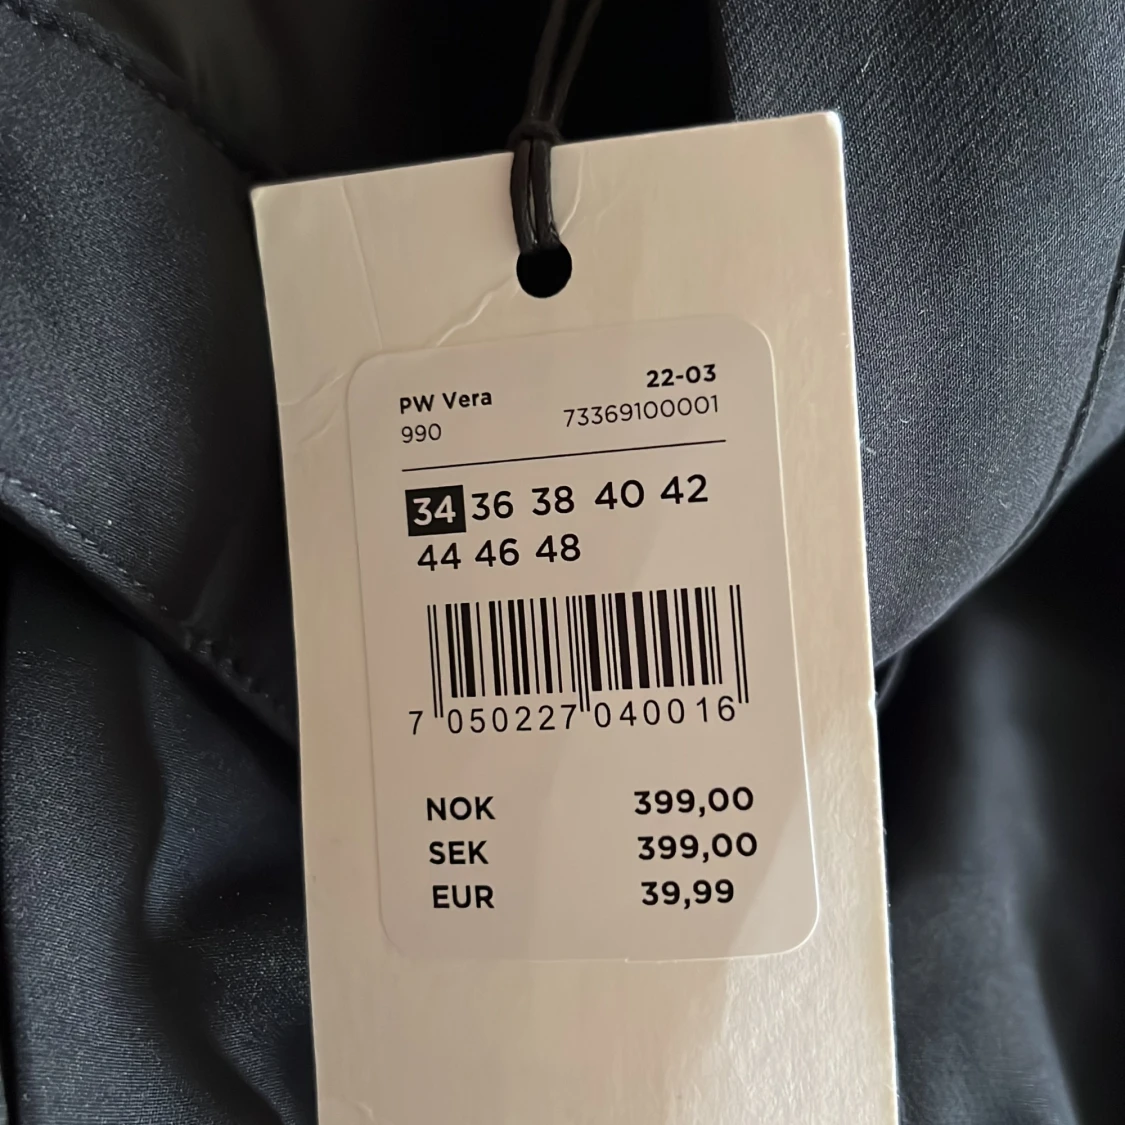 PW Vera 22-03
990 73369100001
34 36 38 40 42
44 46 48
7 050227 040016
NOK 399,00
SEK 399,00
EUR 39,99